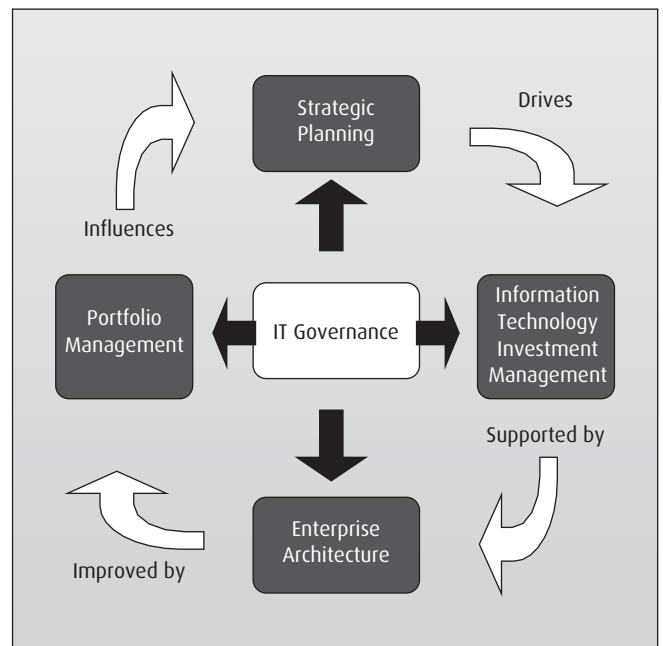 Strategic
Planning
Drives
Influences
Portfolio
Management
IT Governance
Information
Technology
Investment
Management
Supported by
Enterprise
Architecture
Improved by